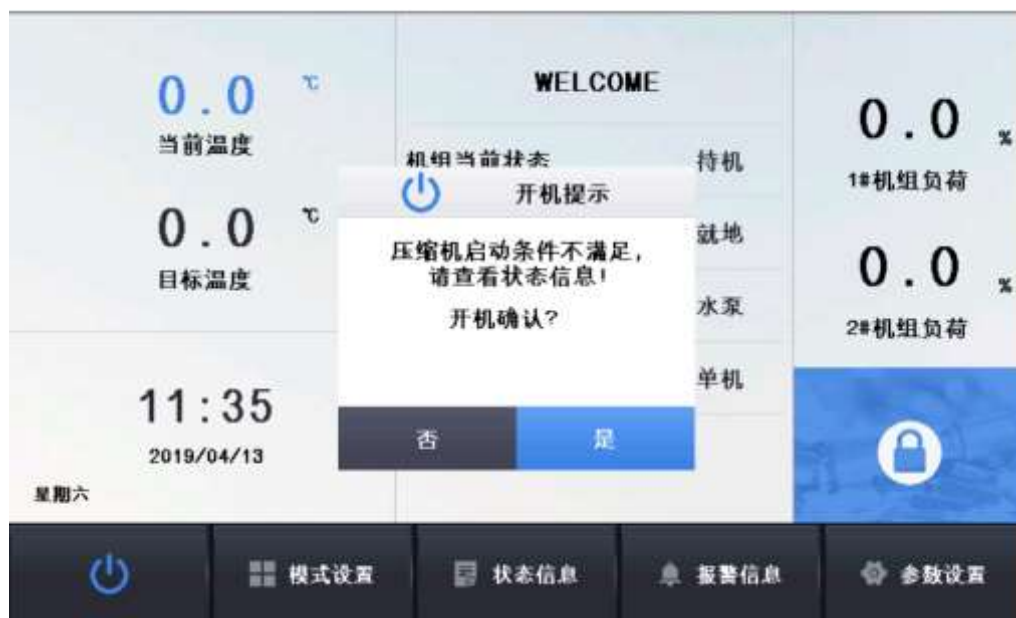 0.0 ℃
当前温度
0.0 ℃
目标温度
11:35
2019/04/13
星期六
WELCOME
机组当前状态 待机
就地
水泵
单机
开机提示
压缩机启动条件不满足,
请查看状态信息!
开机确认?
否 是
0.0 %
1#机组负荷
0.0 %
2#机组负荷
模式设置 状态信息 报警信息 参数设置